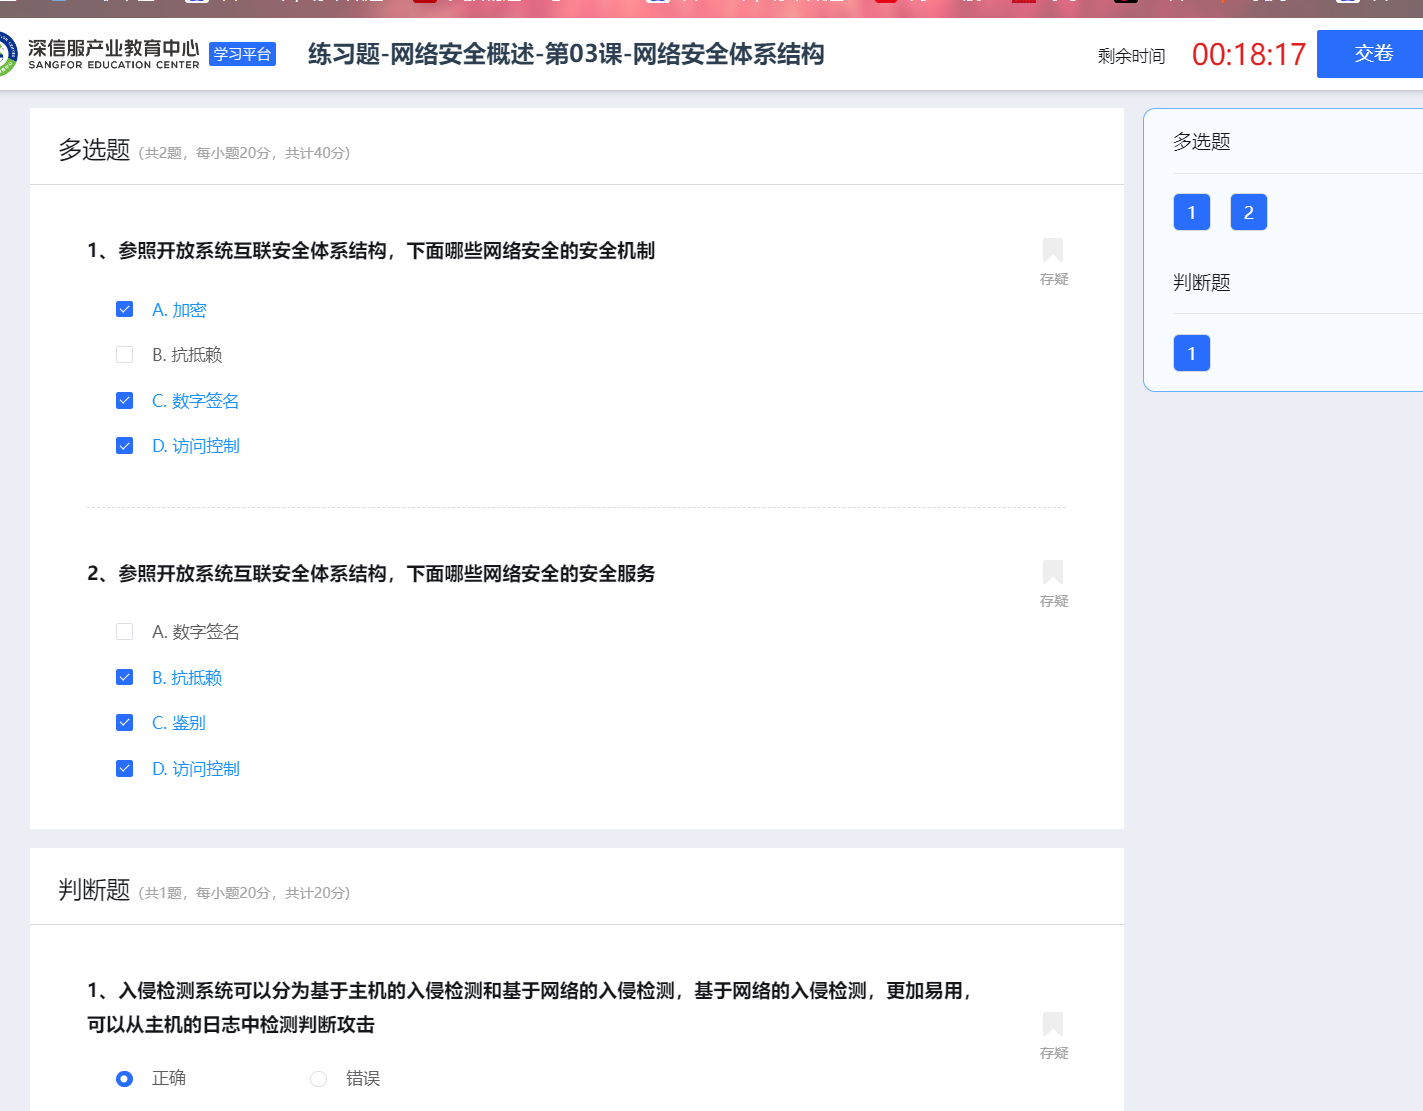 深信服产业教育中心
SANGFOR EDUCATION CENTER
学习平台
练习题-网络安全概述-第03课-网络安全体系结构
剩余时间
00:18:17
交卷
多选题 (共2题，每小题20分，共计40分)
1、参照开放系统互联安全体系结构，下面哪些网络安全的安全机制
存疑
A. 加密
B. 抗抵赖
C. 数字签名
D. 访问控制
2、参照开放系统互联安全体系结构，下面哪些网络安全的安全服务
存疑
A. 数字签名
B. 抗抵赖
C. 鉴别
D. 访问控制
判断题 (共1题，每小题20分，共计20分)
1、入侵检测系统可以分为基于主机的入侵检测和基于网络的入侵检测，基于网络的入侵检测，更加易用，
可以从主机的日志中检测判断攻击
存疑
正确 错误
多选题
1 2
判断题
1